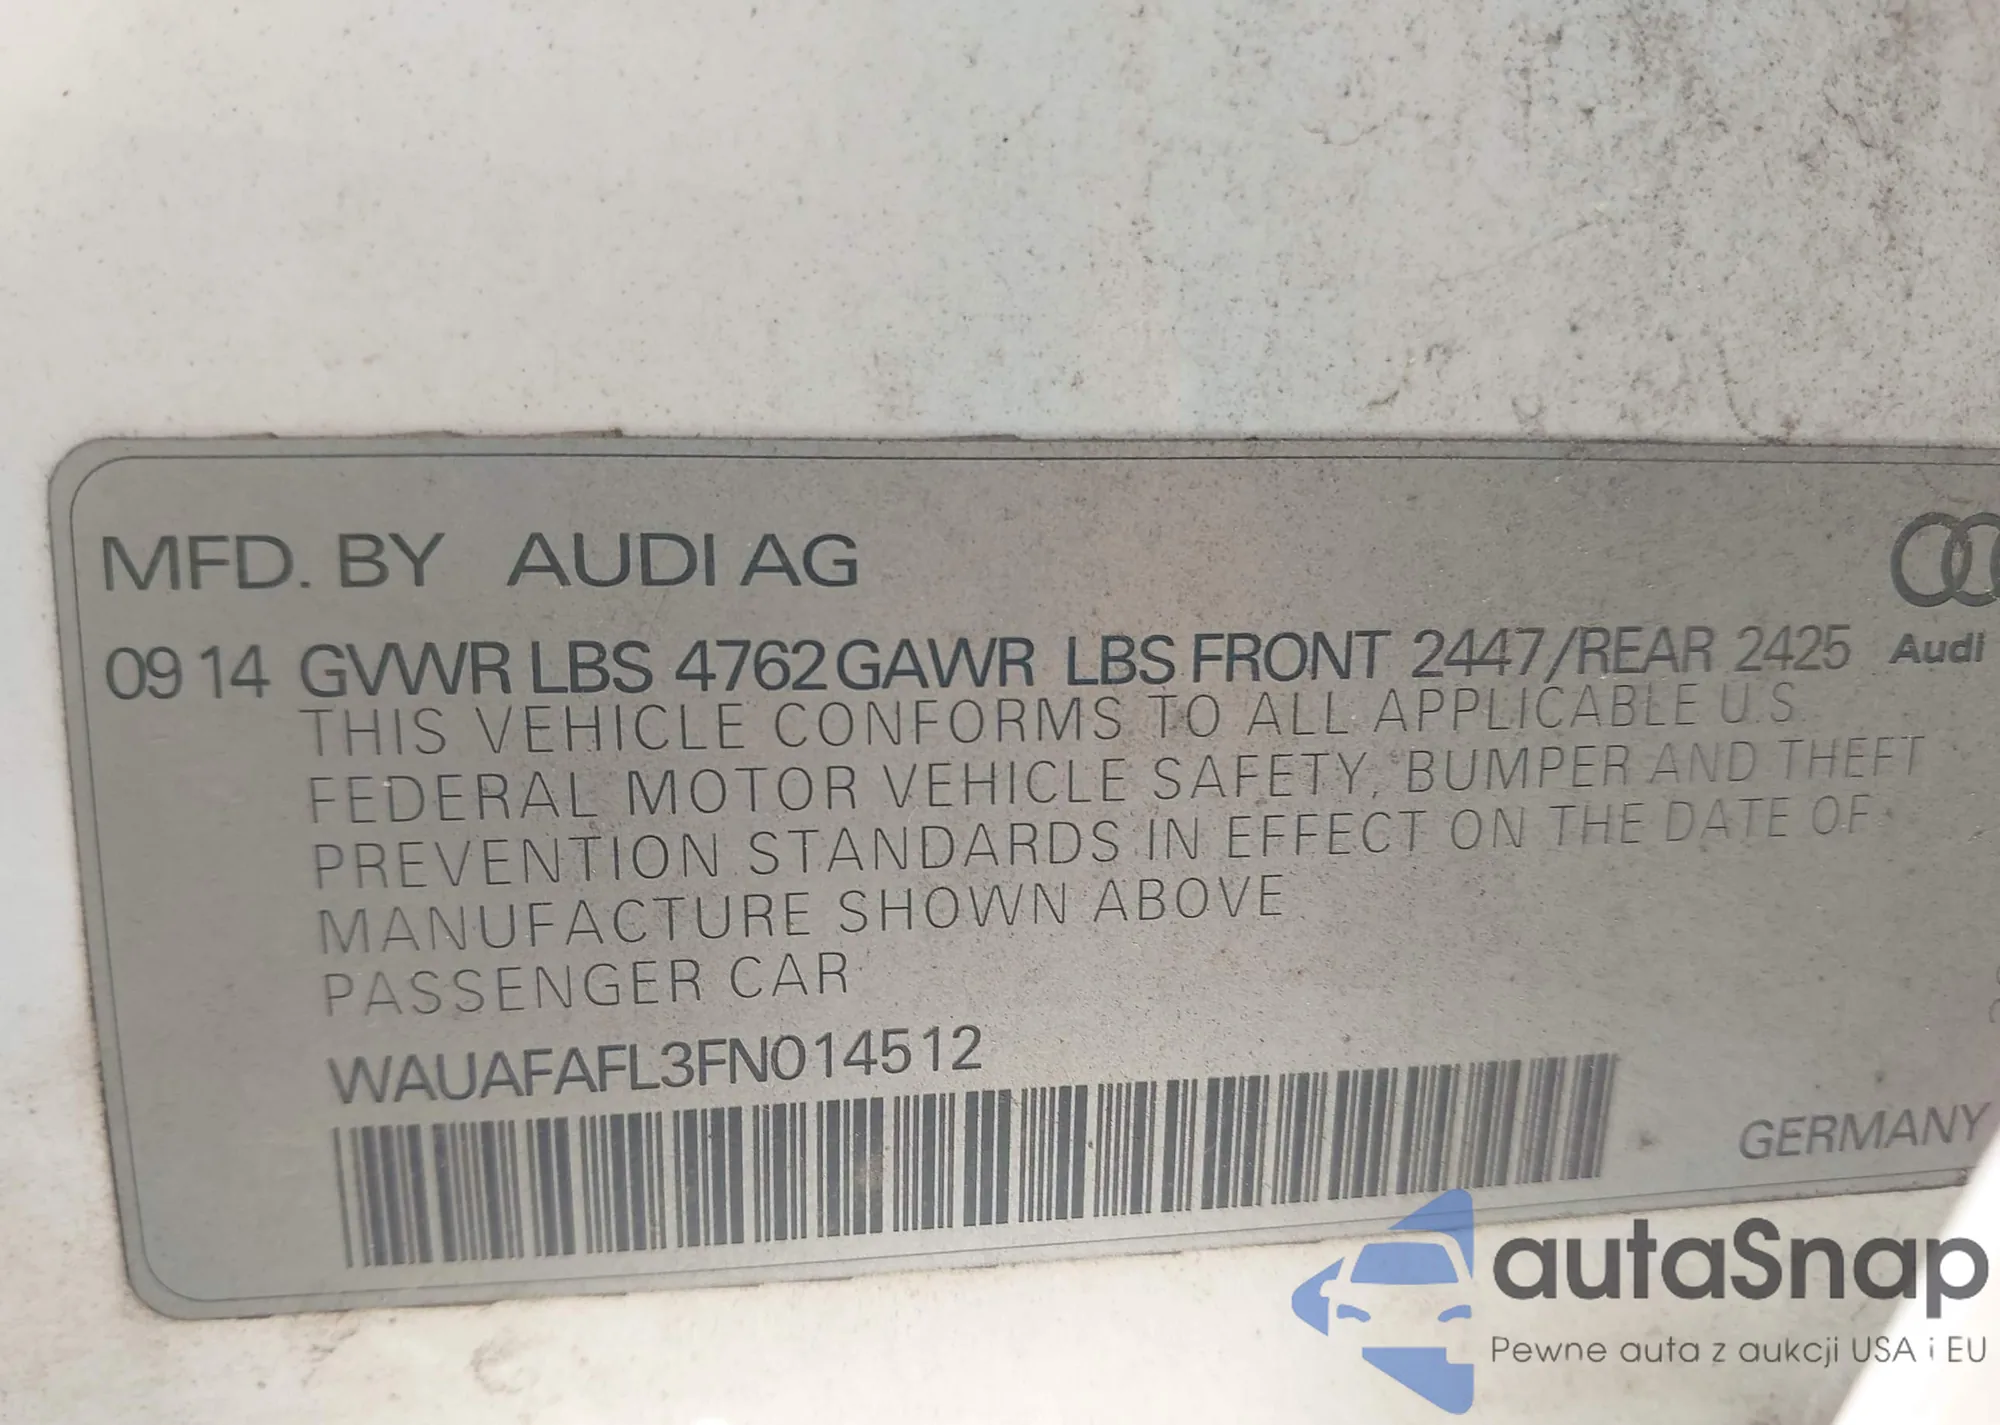 MFD. BY AUDI AG
09 14 GVWR LBS 4762 GAWR LBS FRONT 2447/REAR 2425
Audi
THIS VEHICLE CONFORMS TO ALL APPLICABLE U.S.
FEDERAL MOTOR VEHICLE SAFETY, BUMPER AND THEFT
PREVENTION STANDARDS IN EFFECT ON THE DATE OF
MANUFACTURE SHOWN ABOVE
PASSENGER CAR
WAUAFAFL3FN014512
GERMANY
autaSnap
Pewne auta z aukcji USA i EU